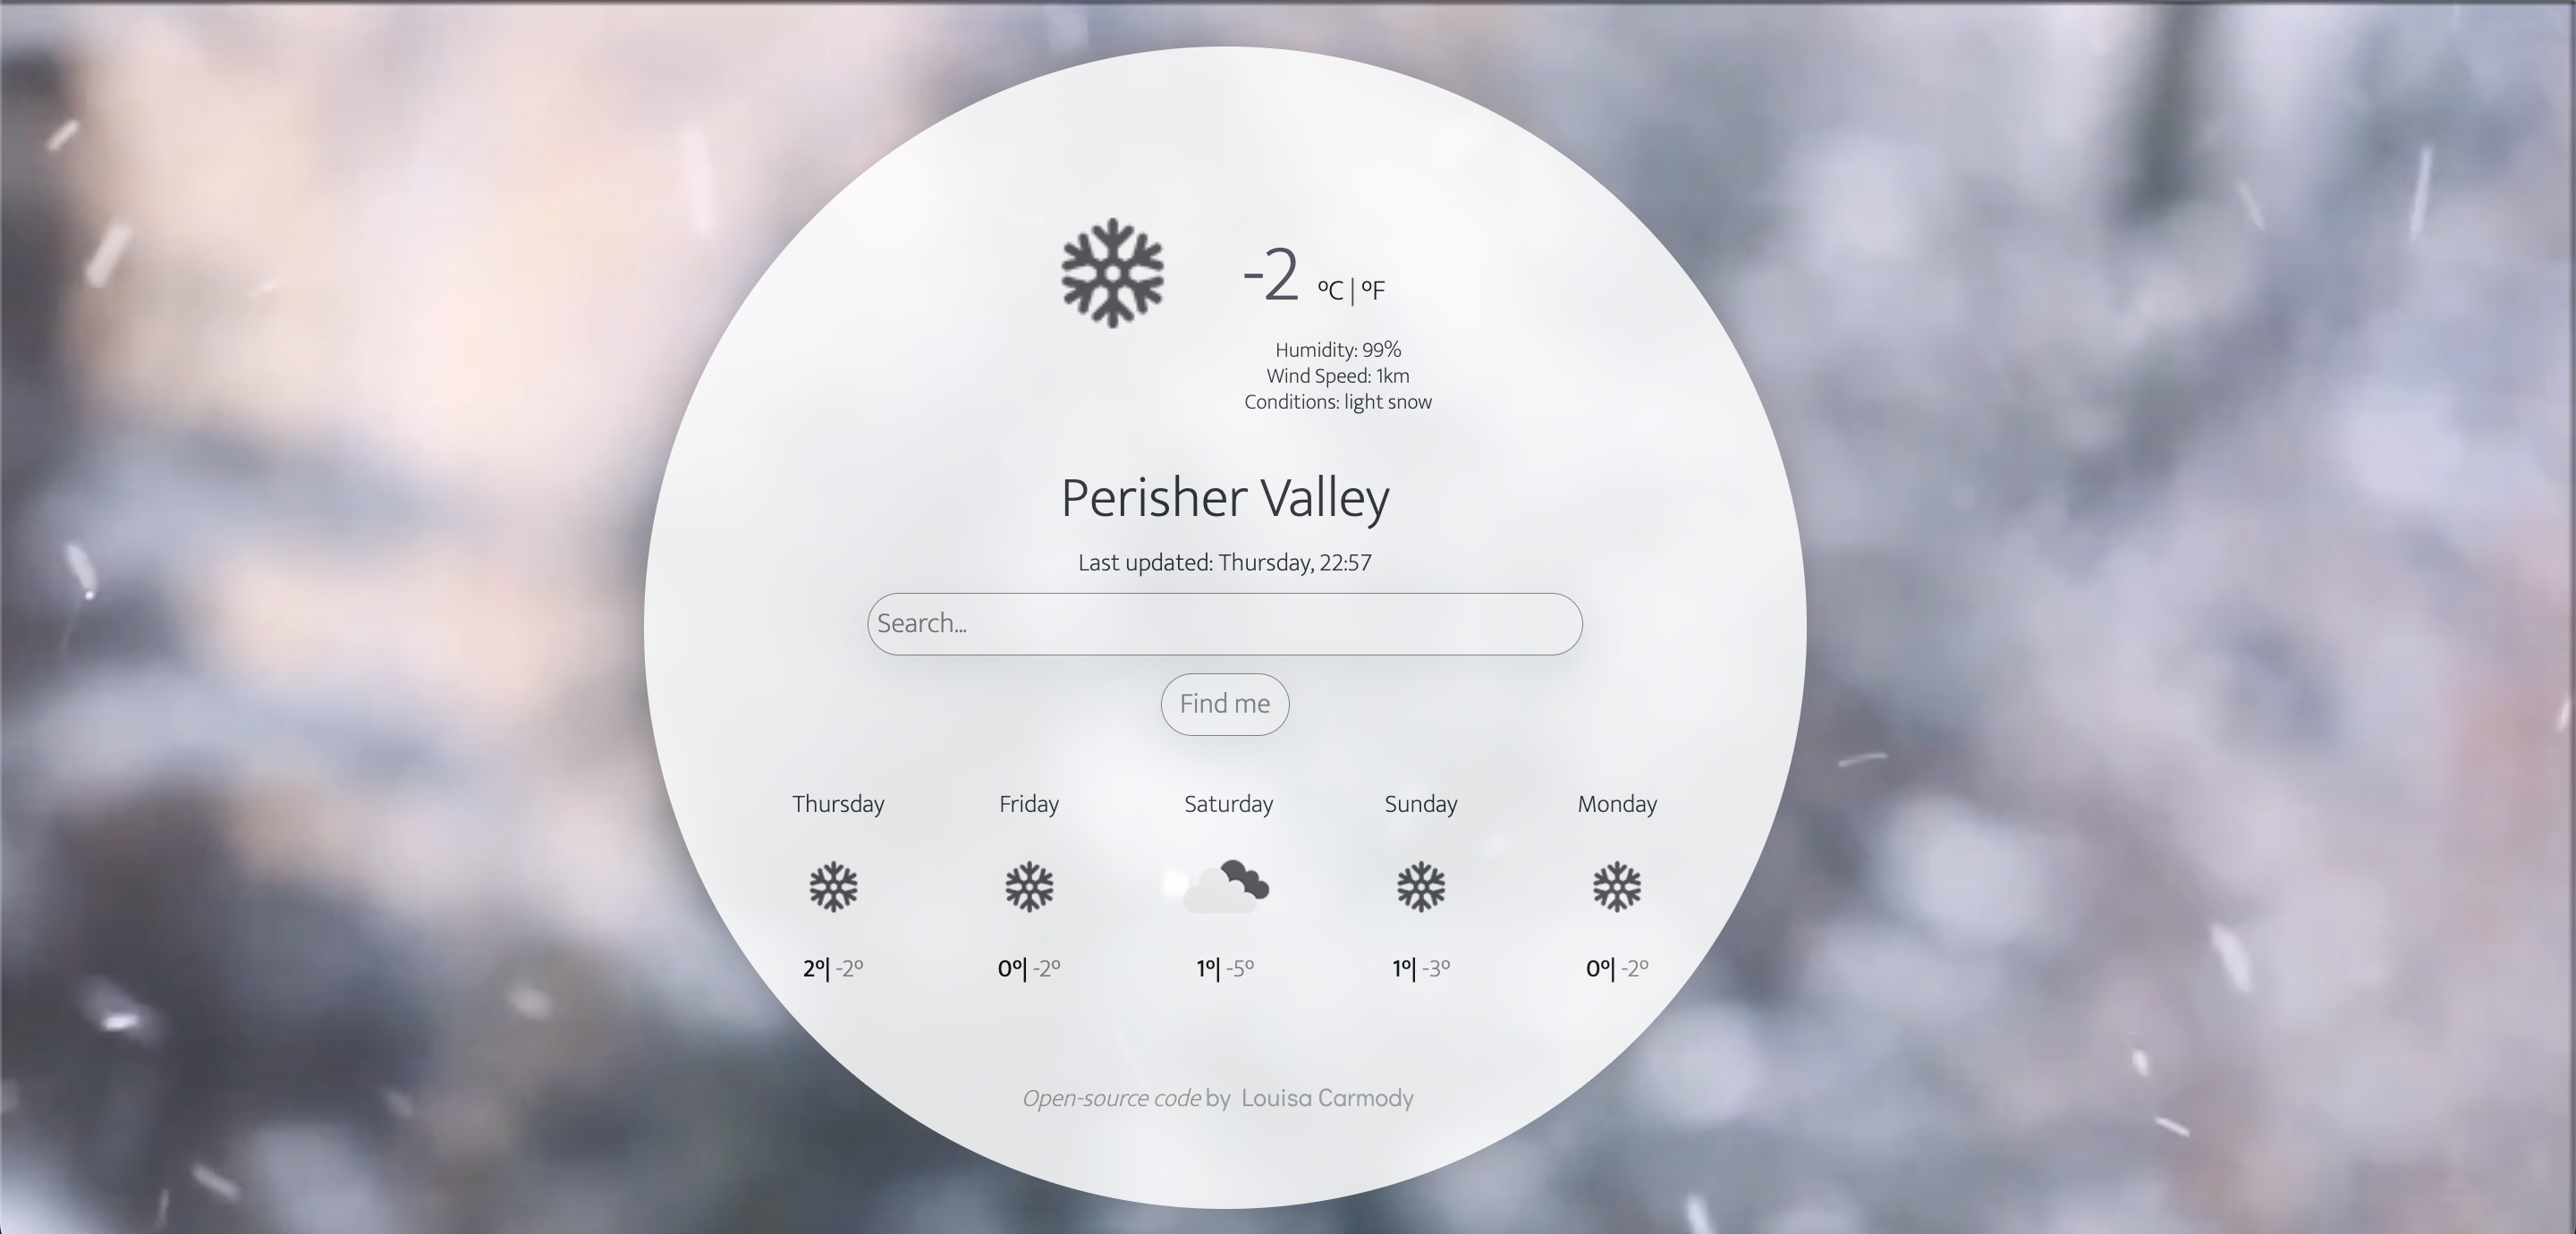 -2 ºC | ºF
Humidity: 99%
Wind Speed: 1km
Conditions: light snow
Perisher Valley
Last updated: Thursday, 22:57
Search...
Find me
Thursday Friday Saturday Sunday Monday
2º| -2º 0º| -2º 1º| -5º 1º| -3º 0º| -2º
Open-source code by Louisa Carmody